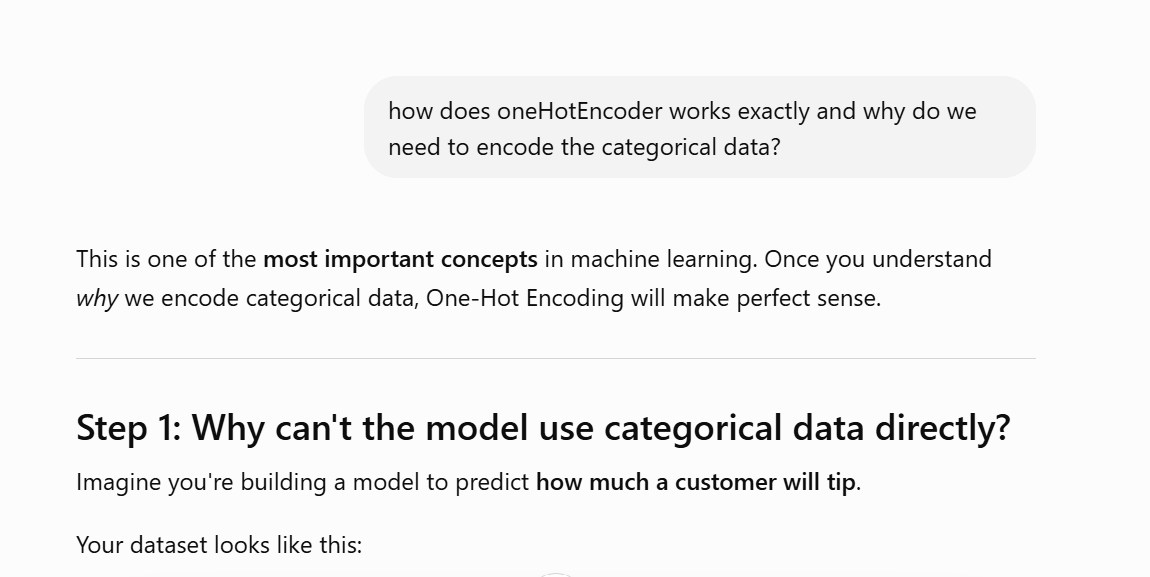 how does oneHotEncoder works exactly and why do we
need to encode the categorical data?
This is one of the most important concepts in machine learning. Once you understand
why we encode categorical data, One-Hot Encoding will make perfect sense.
Step 1: Why can't the model use categorical data directly?
Imagine you're building a model to predict how much a customer will tip.
Your dataset looks like this: